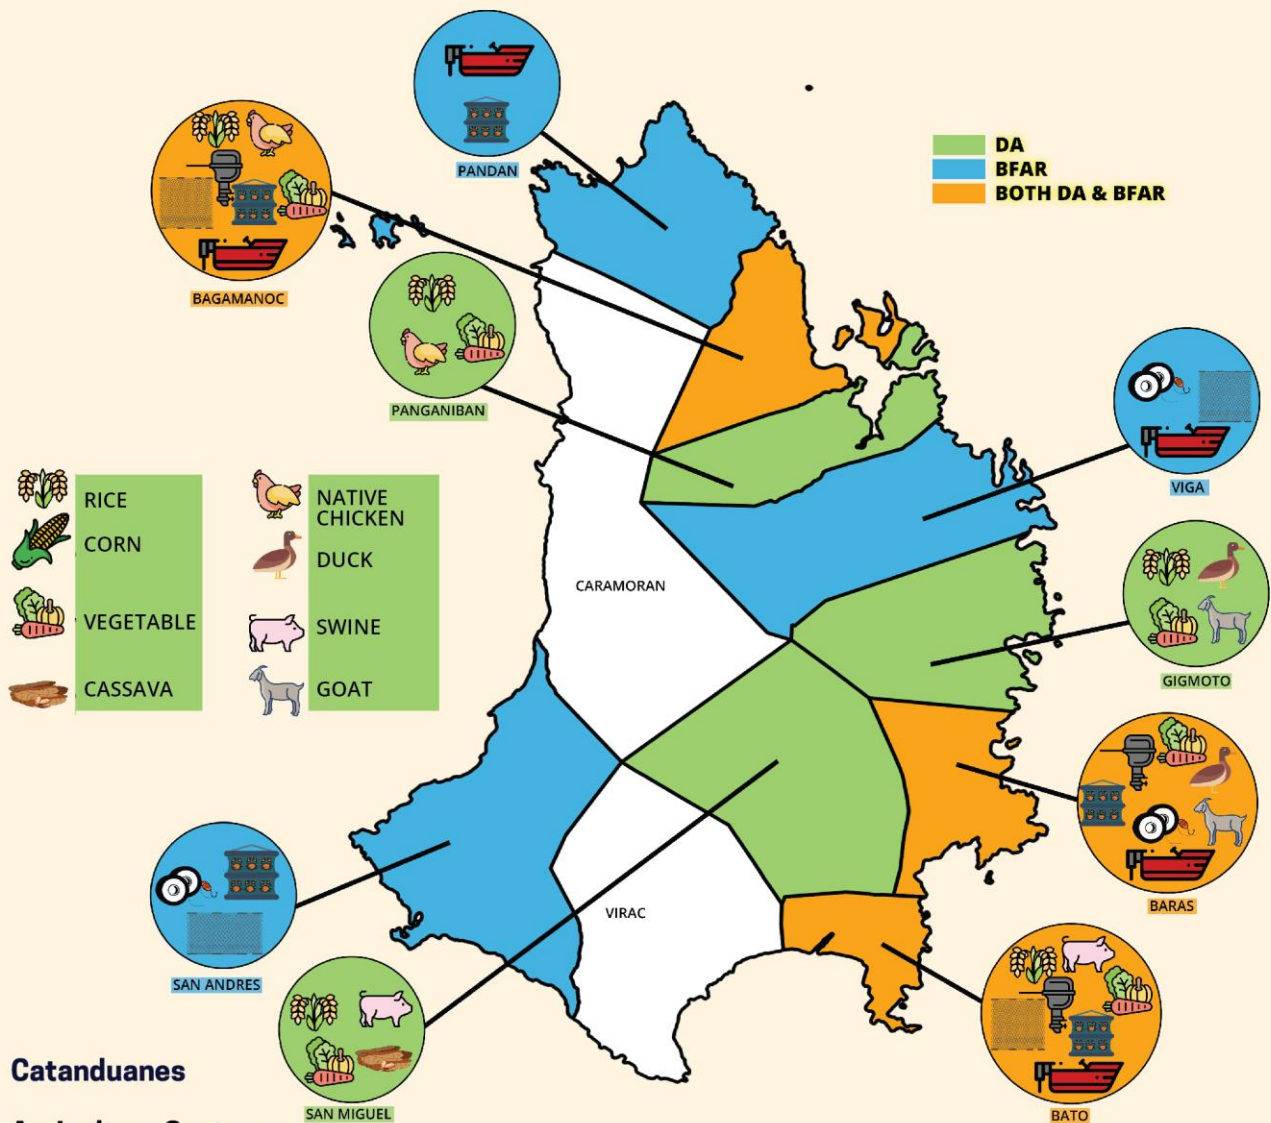 PANDAN
DA
BFAR
BOTH DA & BFAR
BAGAMANOC
PANGANIBAN
VIGA
RICE
CORN
VEGETABLE
CASSAVA
NATIVE
CHICKEN
DUCK
SWINE
GOAT
CARAMORAN
GIGMOTO
VIRAC
BARAS
SAN ANDRES
Catanduanes
SAN MIGUEL
BATO